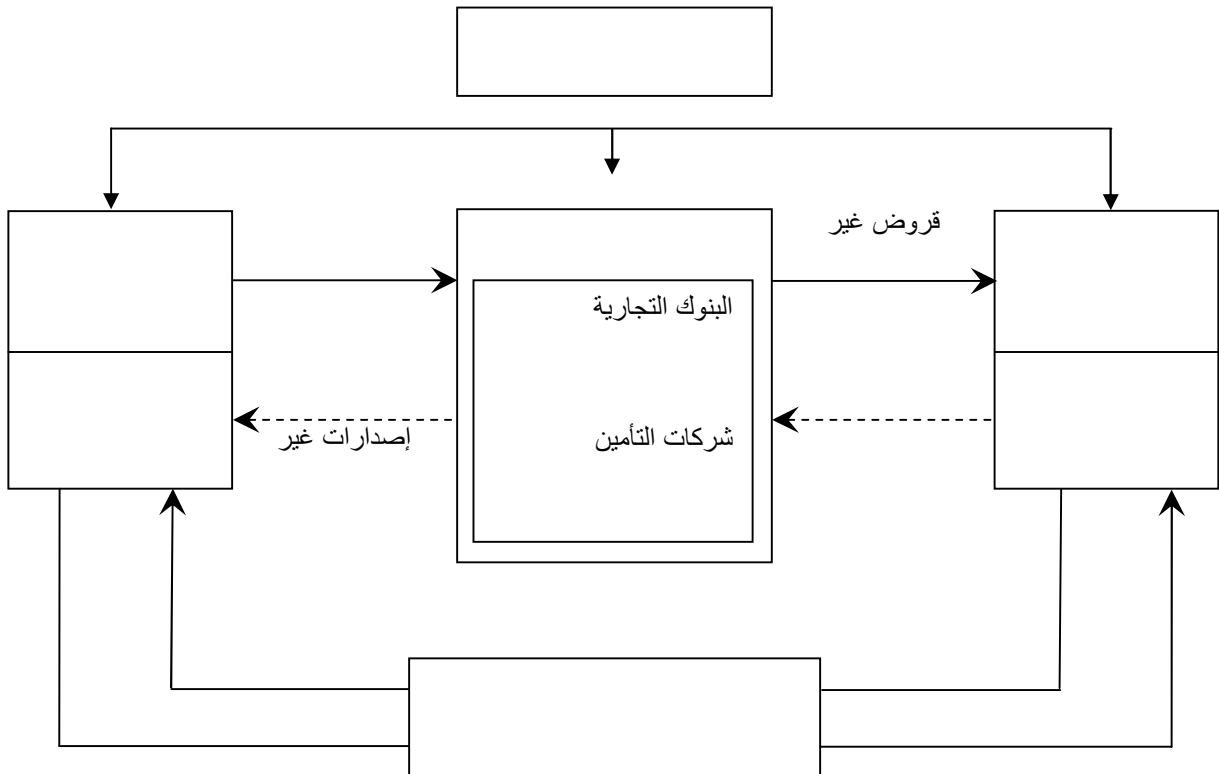 قروض غير
البنوك التجارية
شركات التأمين
إصدارات غير